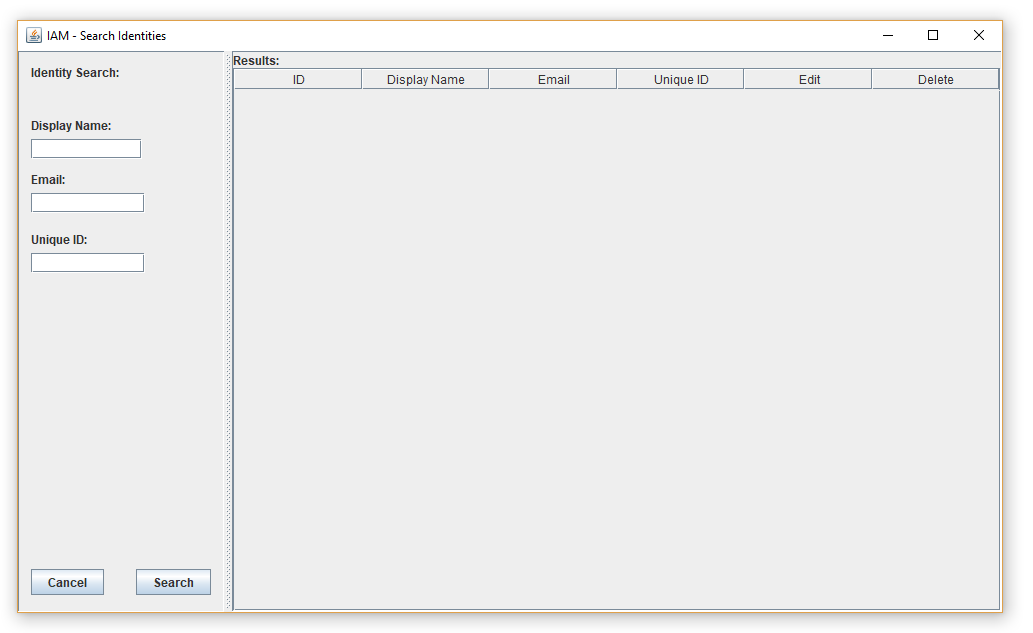 IAM - Search Identities
Identity Search:
Display Name:
Email:
Unique ID:
Cancel Search
Results:
ID Display Name Email Unique ID Edit Delete